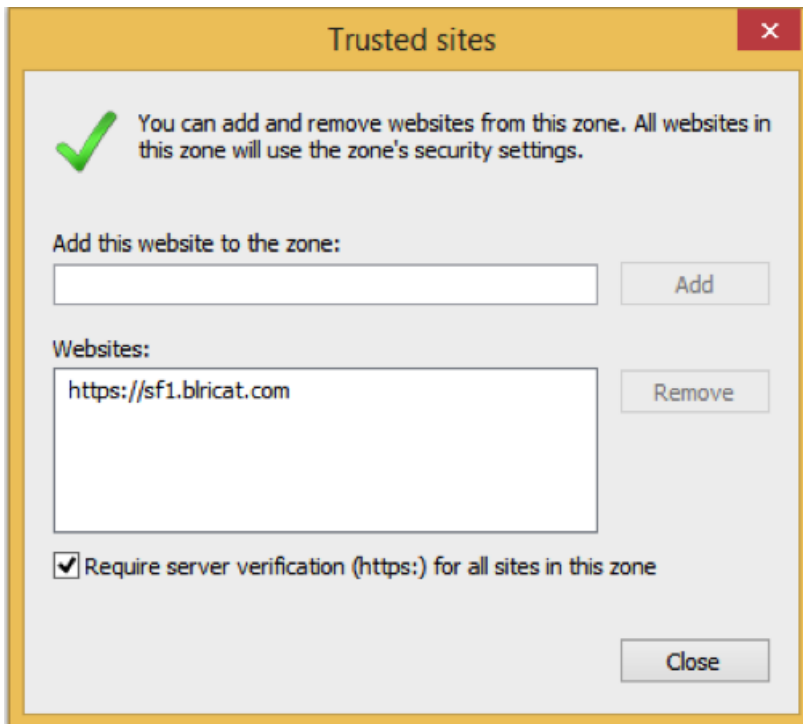 Trusted sites
You can add and remove websites from this zone. All websites in
this zone will use the zone's security settings.
Add this website to the zone:
Add
Websites:
https://sf1.blricat.com
Remove
Require server verification (https:) for all sites in this zone
Close